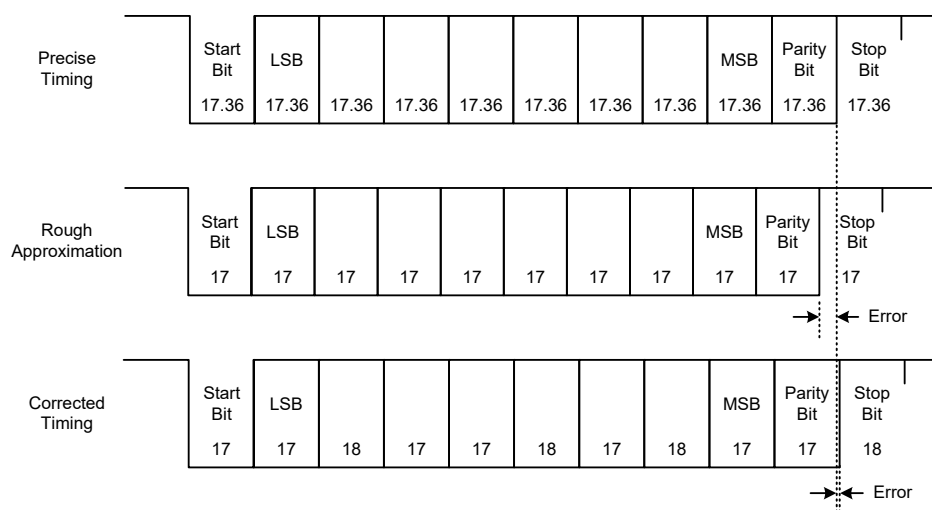 Precise
Timing
Start
Bit
LSB
MSB
Parity
Bit
Stop
Bit
17.36 17.36 17.36 17.36 17.36 17.36 17.36 17.36 17.36 17.36 17.36
Rough
Approximation
Start
Bit
LSB
MSB
Parity
Bit
Stop
Bit
17 17 17 17 17 17 17 17 17 17 17
Error
Corrected
Timing
Start
Bit
LSB
MSB
Parity
Bit
Stop
Bit
17 17 18 17 17 18 17 18 17 17 18
Error